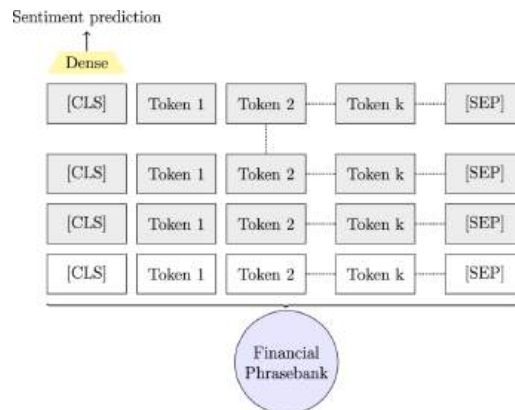 Sentiment prediction
Dense
[CLS] Token 1 Token 2 Token k [SEP]
[CLS] Token 1 Token 2 Token k [SEP]
[CLS] Token 1 Token 2 Token k [SEP]
[CLS] Token 1 Token 2 Token k [SEP]
Financial
Phrasebank